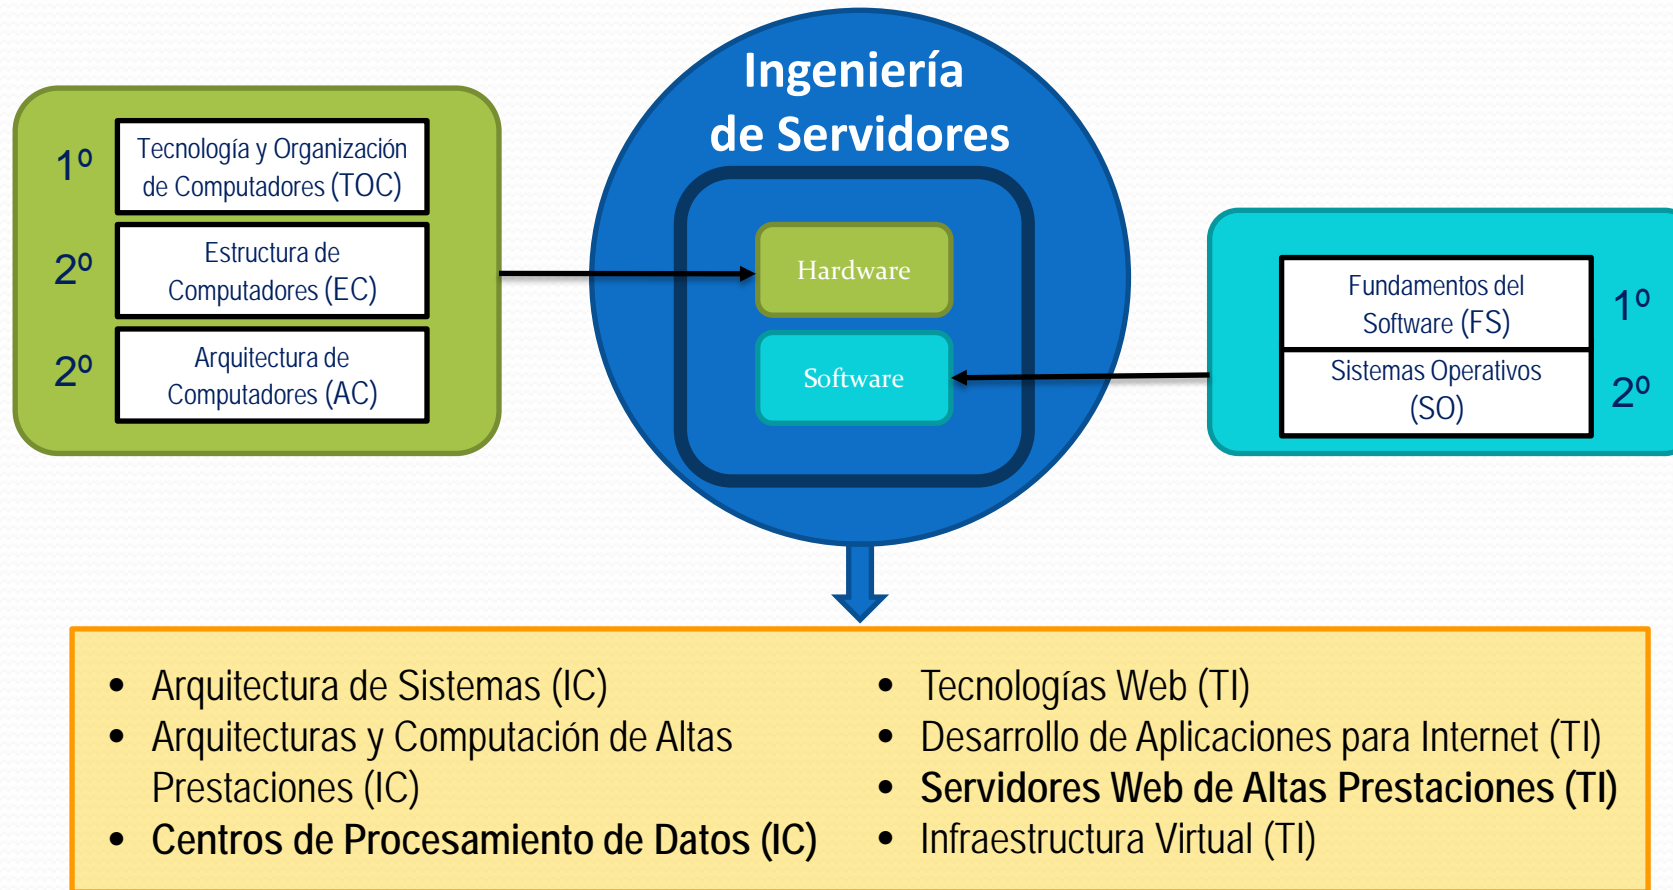 Ingeniería
de Servidores
1º
Tecnología y Organización
de Computadores (TOC)
2º
Estructura de
Computadores (EC)
2º
Arquitectura de
Computadores (AC)
Hardware
Software
Fundamentos del
Software (FS)
1º
Sistemas Operativos
(SO)
2º
• Arquitectura de Sistemas (IC)
• Arquitecturas y Computación de Altas
Prestaciones (IC)
• Centros de Procesamiento de Datos (IC)
• Tecnologías Web (TI)
• Desarrollo de Aplicaciones para Internet (TI)
• Servidores Web de Altas Prestaciones (TI)
• Infraestructura Virtual (TI)